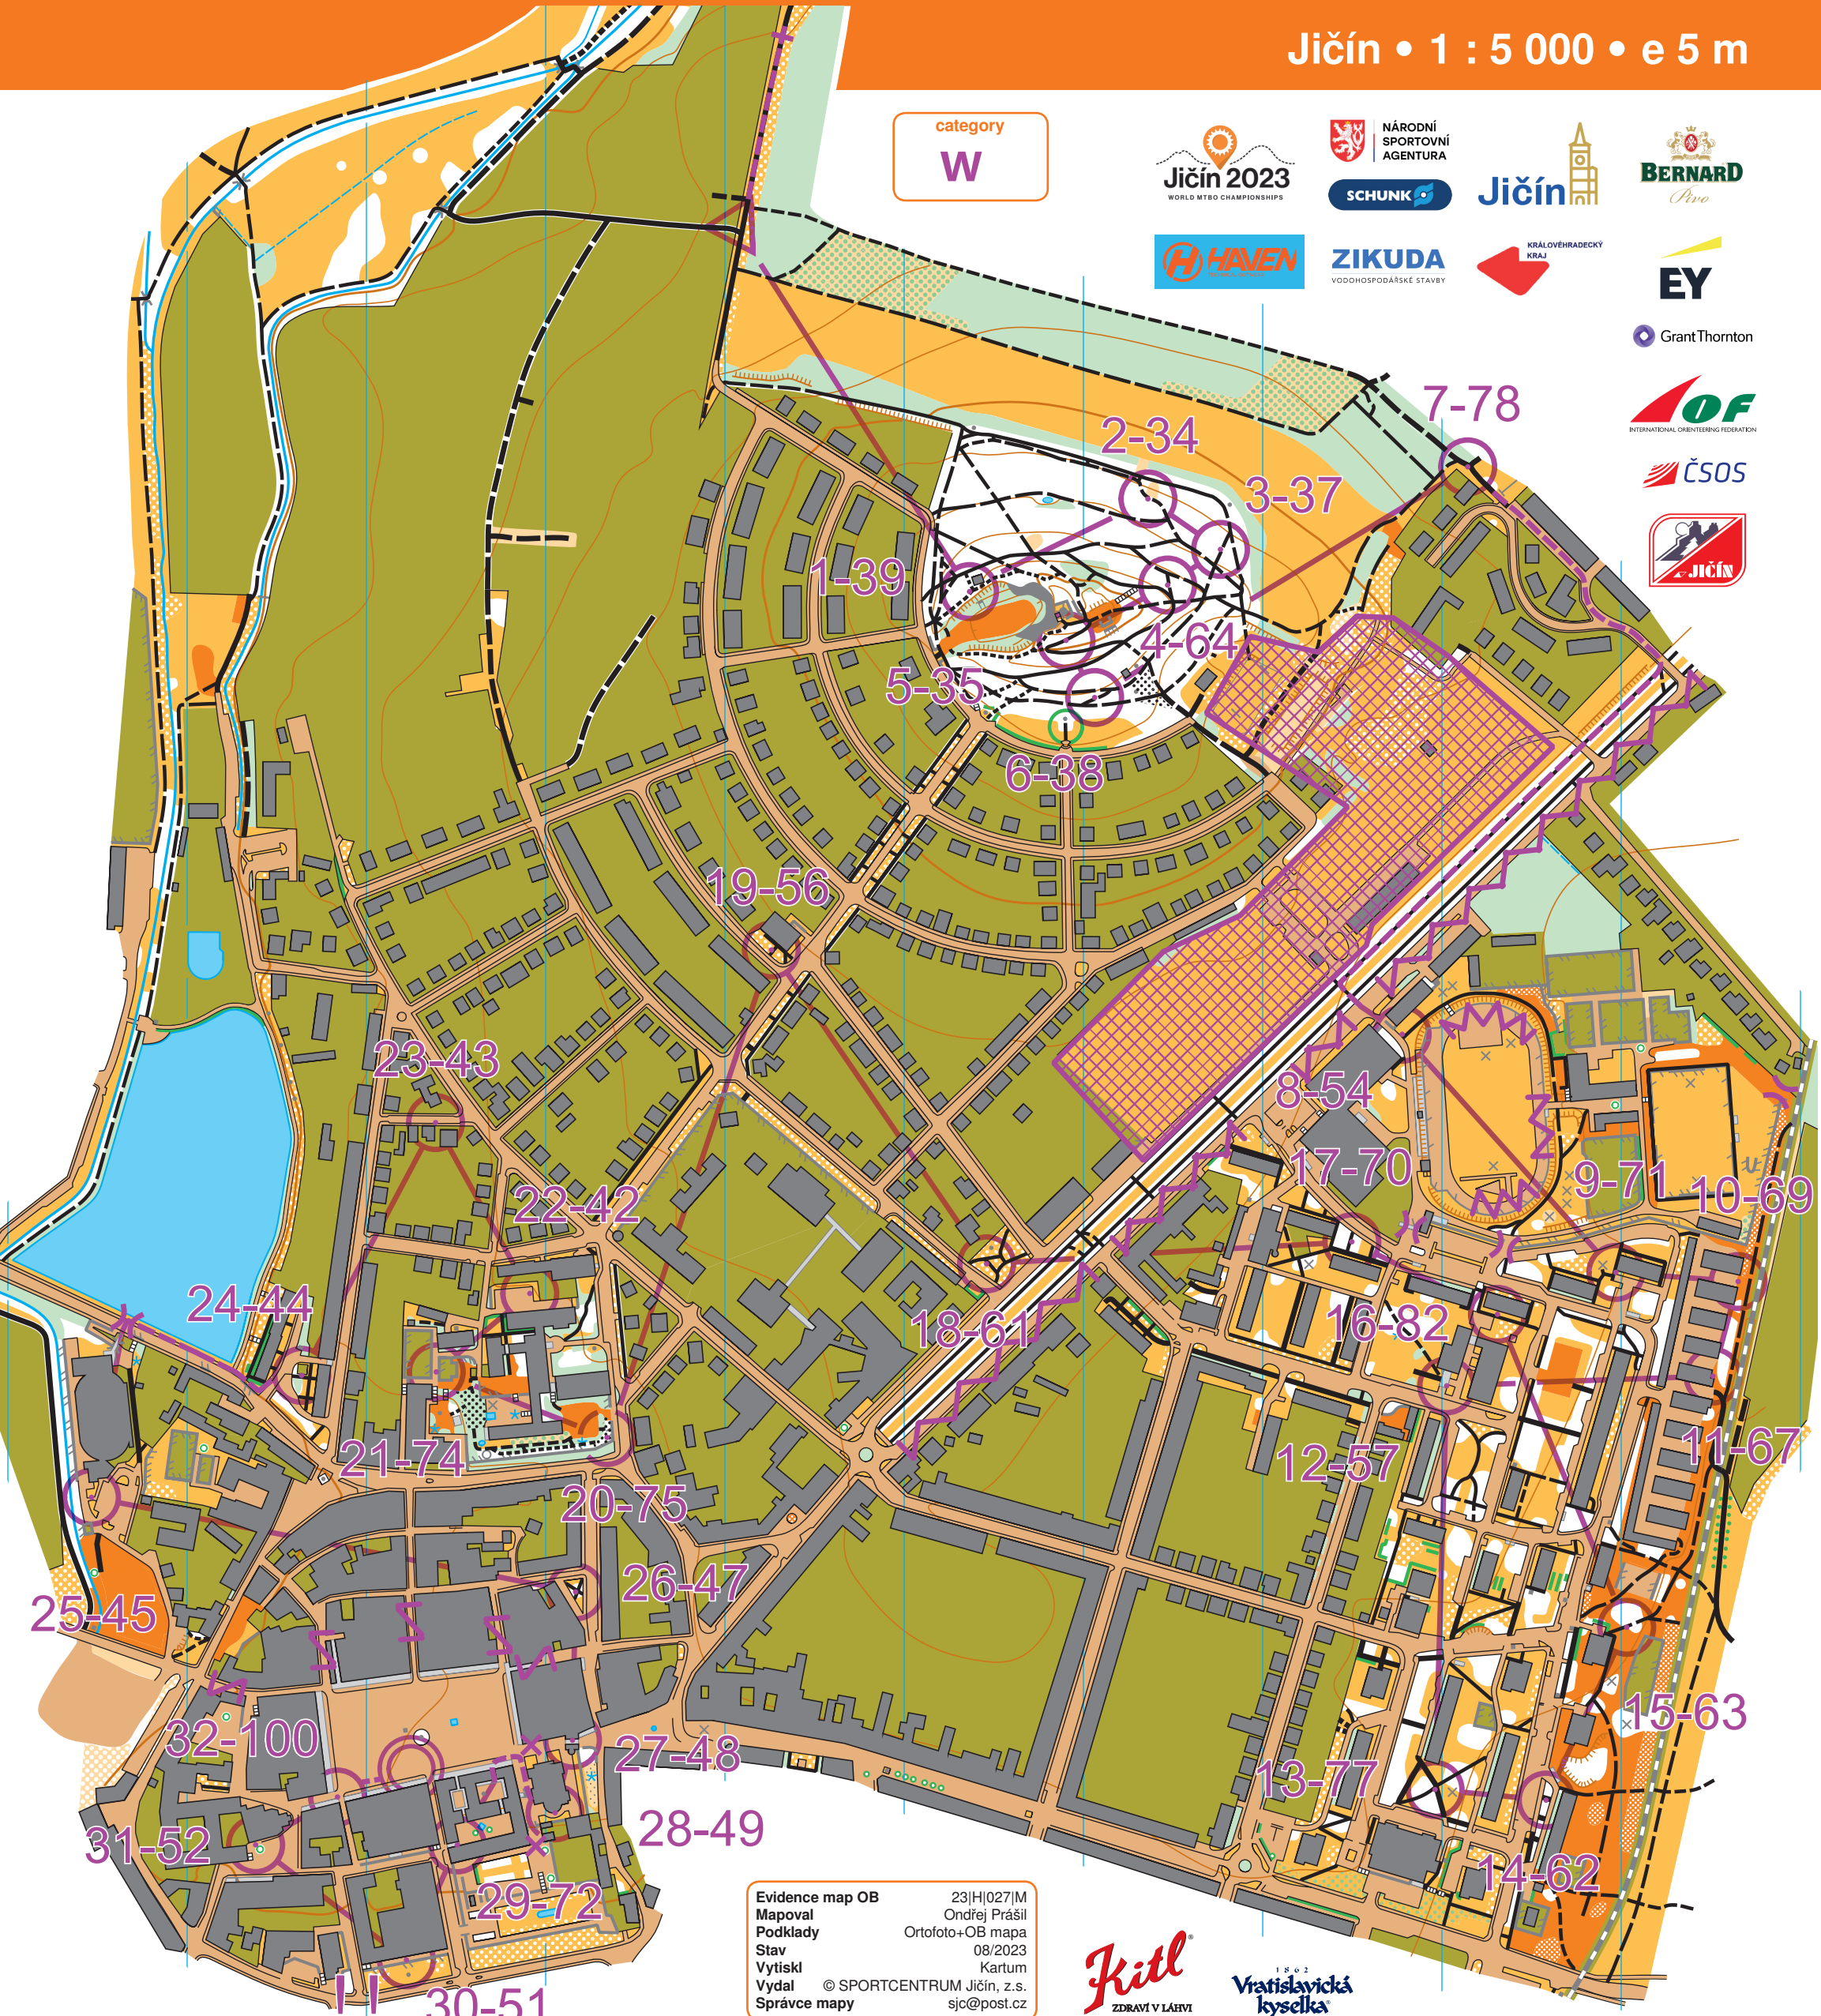 Jičín • 1 : 5 000 • e 5 m
category
W
Jičín 2023
WORLD MTBO CHAMPIONSHIPS
NÁRODNÍ
SPORTOVNÍ
AGENTURA
SCHUNK
Jičín
BERNARD
Pivo
HAVEN
ZIKUDA
VODOHOSPODÁŘSKÉ STAVBY
KRÁLOVÉHRADECKÝ
KRAJ
EY
Grant Thornton
IOF
INTERNATIONAL ORIENTEERING FEDERATION
ČSOS
JIČÍN
7-78
2-34
3-37
1-39
4-64
5-35
6-38
19-56
23-43
8-54
17-70
9-71
10-69
22-42
24-44
18-61
16-82
21-74
11-67
12-57
20-75
26-47
25-45
15-63
32-100
27-48
13-77
28-49
31-52
14-62
29-72
30-51
Evidence map OB 23|H|027|M
Mapoval Ondřej Prášil
Podklady Ortofoto+OB mapa
Stav 08/2023
Vytiskl Kartum
Vydal © SPORTCENTRUM Jičín, z.s.
Správce mapy sjc@post.cz
Kitl®
ZDRAVÍ V LÁHVI
1862
Vratislavická
kyselka